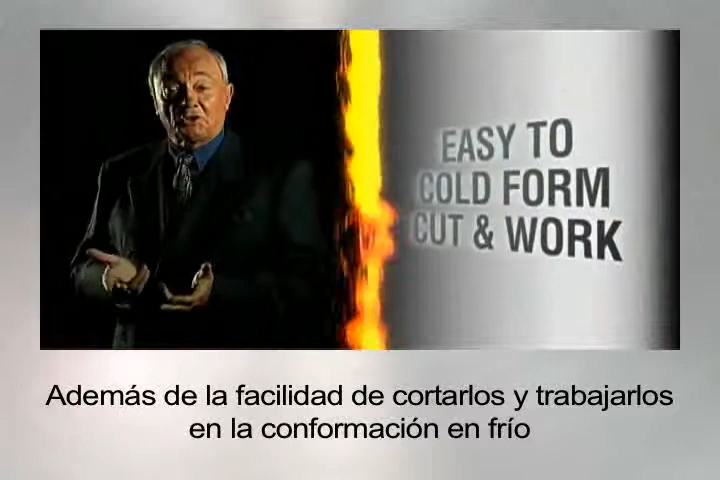 EASY TO
COLD FORM
CUT & WORK
Además de la facilidad de cortarlos y trabajarlos
en la conformación en frío